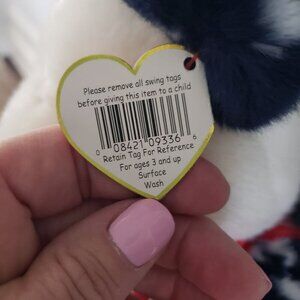 Please remove all swing tags
before giving this item to a child
0 08421 09336 6
Retain Tag For Reference
For ages 3 and up
Surface
Wash